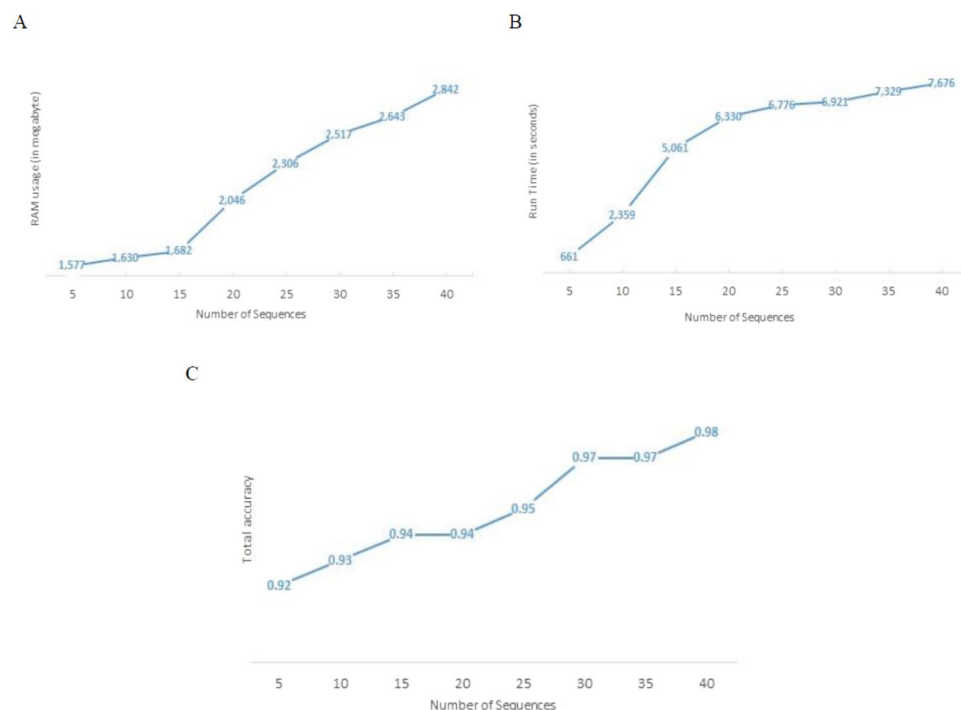 A
RAM usage (in megabyte)
1,577
1,630
1,682
2,046
2,306
2,517
2,643
2,842
5 10 15 20 25 30 35 40
Number of Sequences
B
Run Time (in seconds)
661
2,359
5,061
6,330
6,776
6,921
7,329
7,676
5 10 15 20 25 30 35 40
Number of Sequences
C
Total accuracy
0.92
0.93
0.94
0.94
0.95
0.97
0.97
0.98
5 10 15 20 25 30 35 40
Number of Sequences